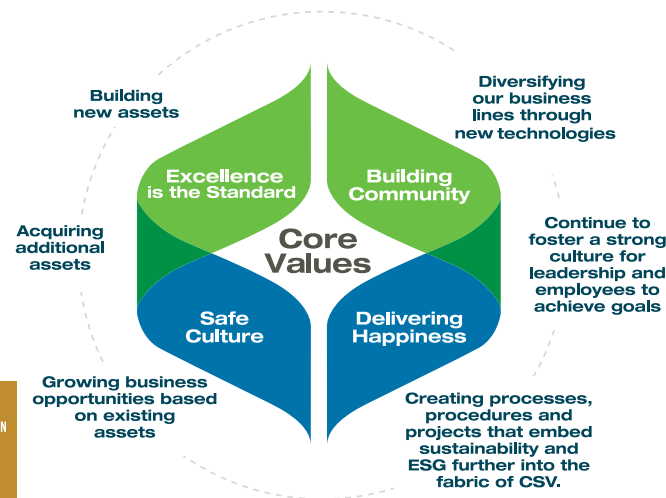 Building
new assets
Diversifying
our business
lines through
new technologies
Excellence
is the Standard
Building
Community
Acquiring
additional
assets
Core
Values
Continue to
foster a strong
culture for
leadership and
employees to
achieve goals
Safe
Culture
Delivering
Happiness
Growing business
opportunities based
on existing
assets
Creating processes,
procedures and
projects that embed
sustainability and
ESG further into the
fabric of CSV.